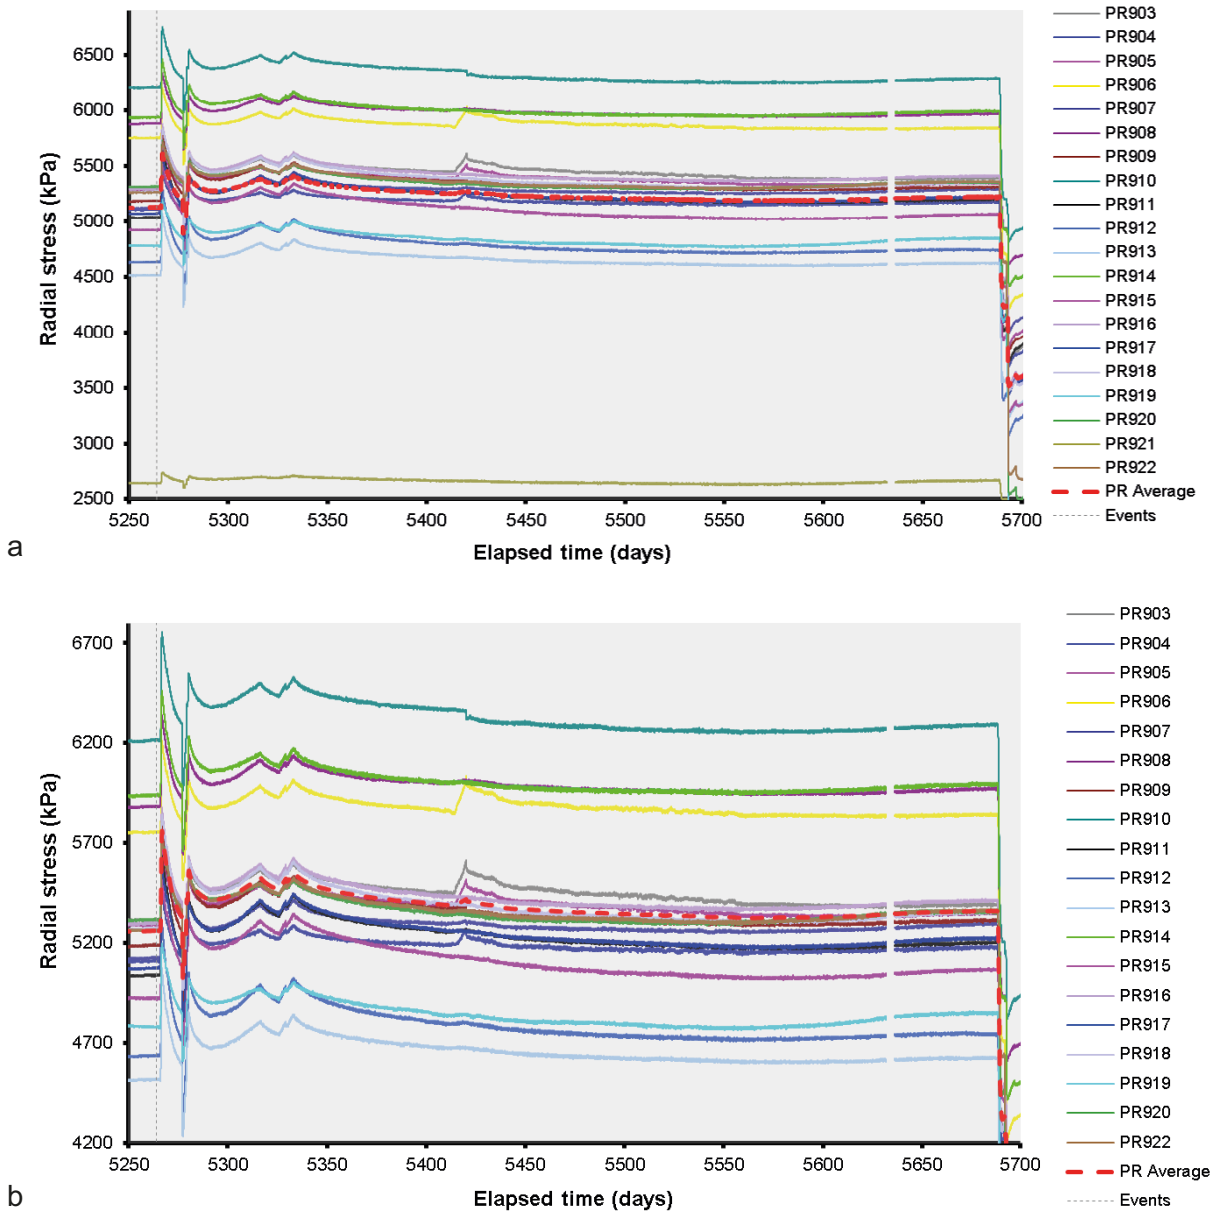 6500
6000
5500
5000
4500
4000
3500
3000
2500
Radial stress (kPa)
5250 5300 5350 5400 5450 5500 5550 5600 5650 5700
Elapsed time (days)
PR903
PR904
PR905
PR906
PR907
PR908
PR909
PR910
PR911
PR912
PR913
PR914
PR915
PR916
PR917
PR918
PR919
PR920
PR921
PR922
PR Average
Events
a
6700
6200
5700
5200
4700
4200
Radial stress (kPa)
5250 5300 5350 5400 5450 5500 5550 5600 5650 5700
Elapsed time (days)
PR903
PR904
PR905
PR906
PR907
PR908
PR909
PR910
PR911
PR912
PR913
PR914
PR915
PR916
PR917
PR918
PR919
PR920
PR922
PR Average
Events
b